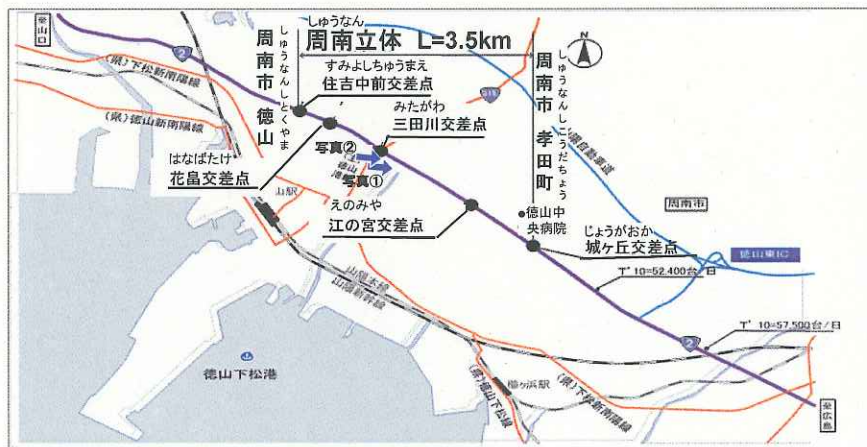 至山口
2
(県)下松新南陽線
(県)徳山新南陽線
しゅうなんしとくやま
周南市 徳山
しゅうなん
周南立体 L=3.5km
すみよしちゅうまえ
住吉中前交差点
みたがわ
三田川交差点
はなばたけ
花畠交差点
写真②
写真①
えのみや
江の宮交差点
315
しゅうなんしこうだちょう
周南市 孝田町
徳山中
央病院
じょうがおか
城ヶ丘交差点
周南市
徳山東IC
山陽本線
山陽新幹線
T' 10=52,400台/日
T' 10=57,500台/日
2
徳山下松港
櫛ヶ浜駅
(県)徳山下松線
(県)下松新南陽線
至広島